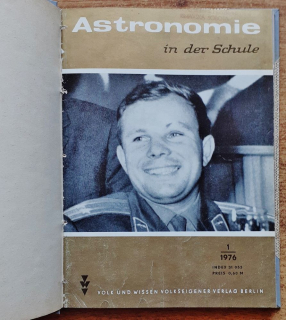 Astronomie
in der Schule
1
1976
VOLK UND WISSEN VOLKSEIGENER VERLAG BERLIN